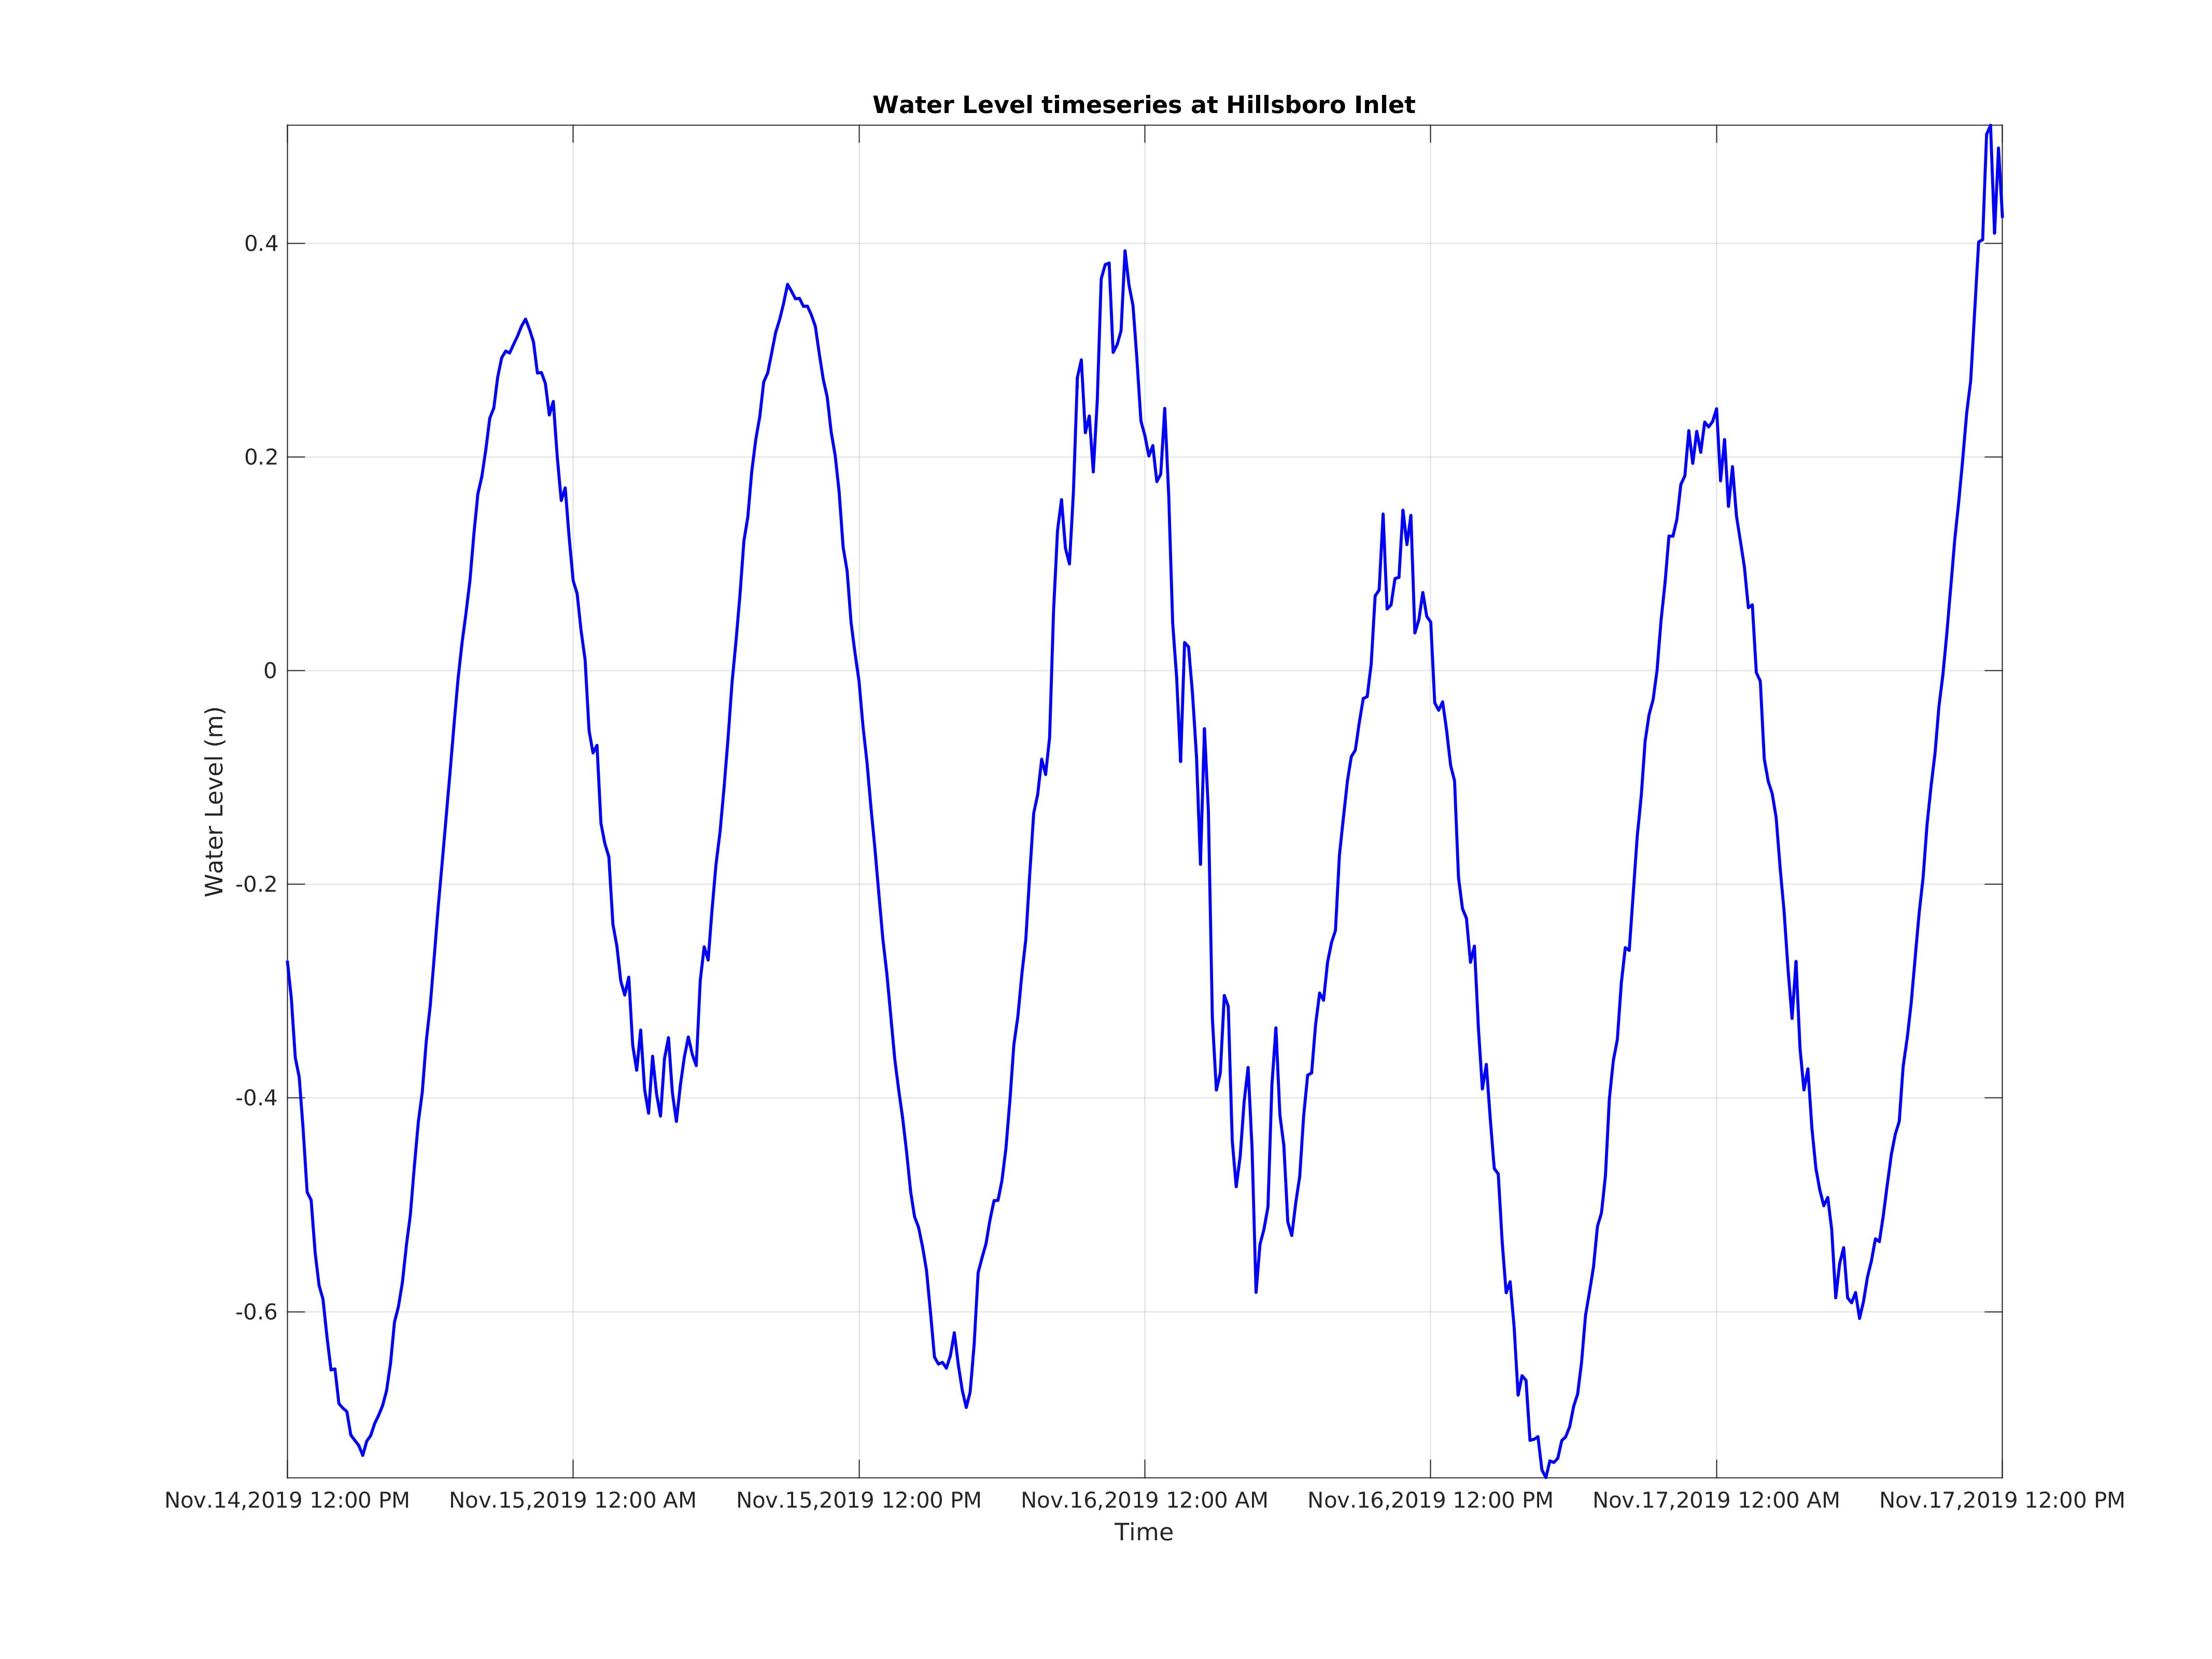 Water Level timeseries at Hillsboro Inlet
0.4
0.2
0
-0.2
-0.4
-0.6
Water Level (m)
Nov.14,2019 12:00 PM Nov.15,2019 12:00 AM Nov.15,2019 12:00 PM Nov.16,2019 12:00 AM Nov.16,2019 12:00 PM Nov.17,2019 12:00 AM Nov.17,2019 12:00 PM
Time